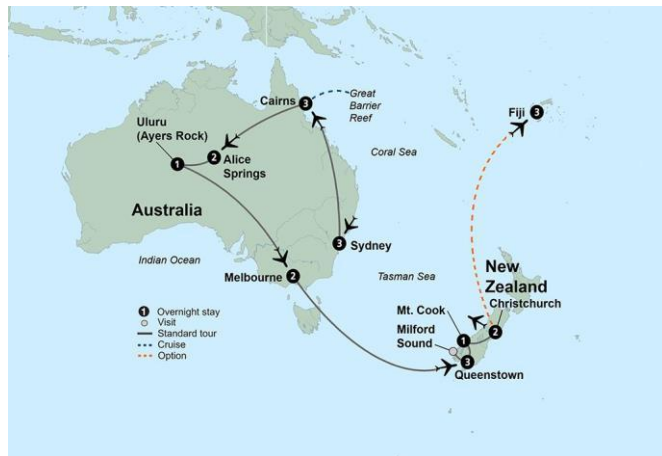 Cairns
3
Great
Barrier
Reef
Fiji
3
Uluru
(Ayers Rock)
1
2
Alice
Springs
Coral Sea
Australia
3
Sydney
Indian Ocean
Melbourne
2
Tasman Sea
New
Zealand
Christchurch
2
Mt. Cook
1
Milford
Sound
3
Queenstown
1 Overnight stay
Visit
Standard tour
Cruise
Option